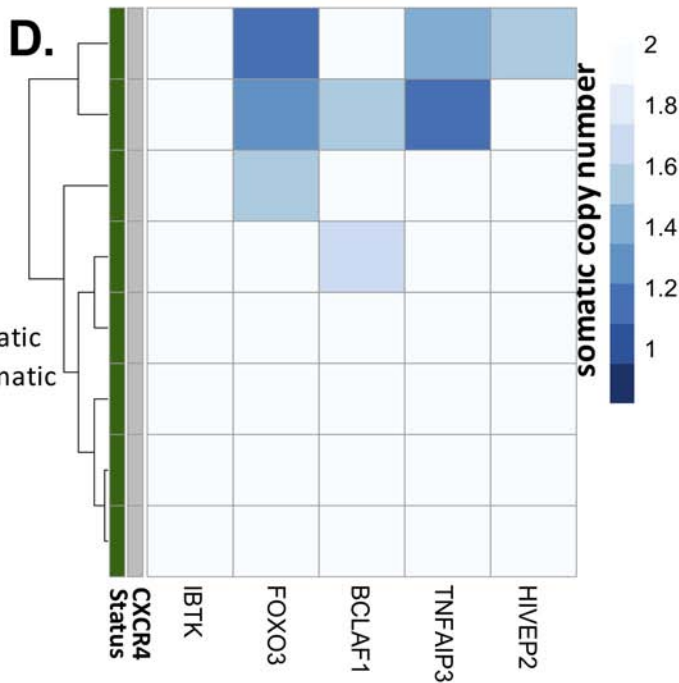 D.
2
1.8
1.6
1.4
1.2
1
somatic copy number
atic
natic
Status
CXCR4
IBTK
FOXO3
BCLAF1
TNFAIP3
HIVEP2